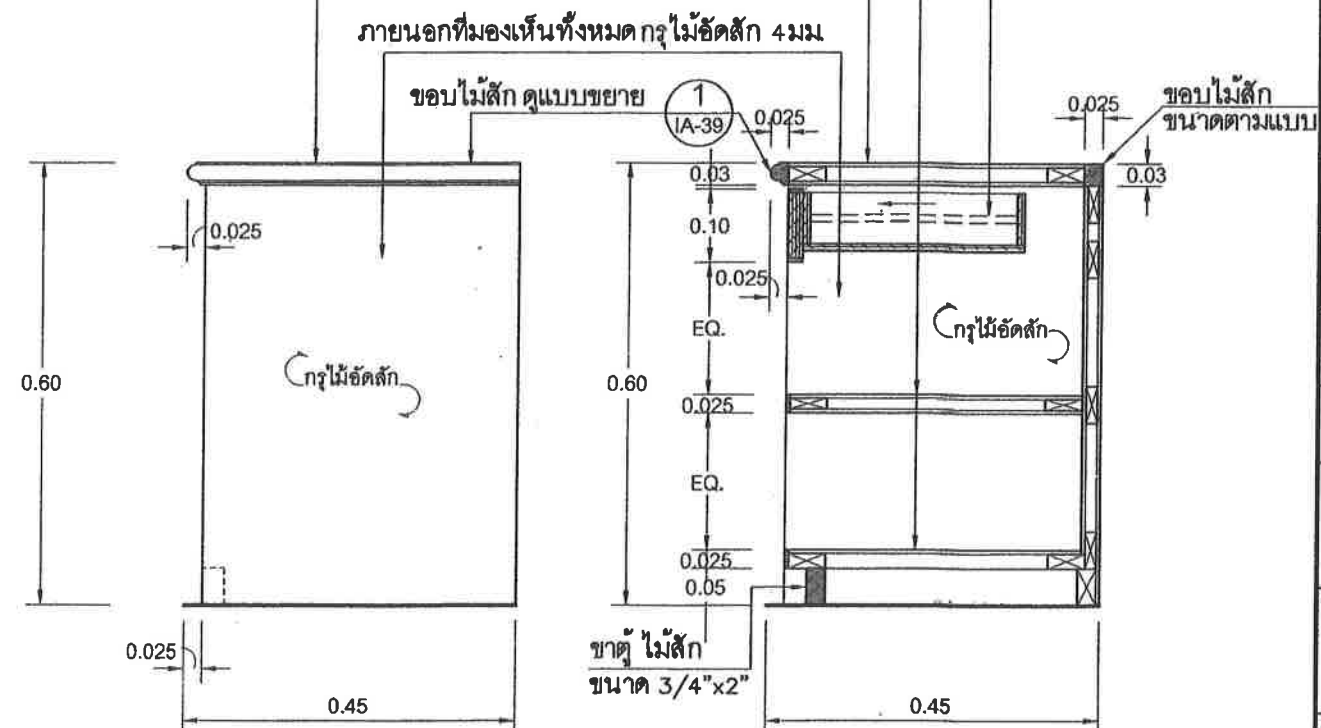 ภายนอกที่มองเห็นทั้งหมด กรุไม้อัดสัก 4มม.
ขอบไม้สัก ดูแบบขยาย
1
IA-39
0.025
0.025
ขอบไม้สัก
ขนาดตามแบบ
0.03
0.03
0.025
0.10
0.025
EQ.
กรุไม้อัดสัก
กรุไม้อัดสัก
0.60
0.60
0.025
EQ.
0.025
0.05
0.025
ขาตู้ ไม้สัก
ขนาด 3/4"x2"
0.45
0.45